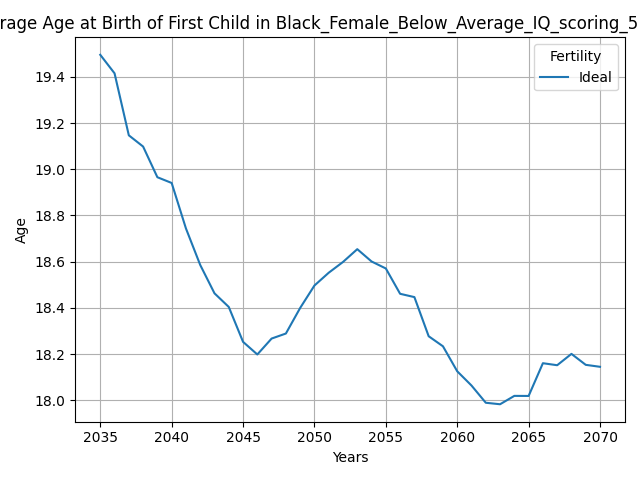 rage Age at Birth of First Child in Black_Female_Below_Average_IQ_scoring_5
Fertility
Ideal
19.4
19.2
19.0
18.8
18.6
18.4
18.2
18.0
Age
2035 2040 2045 2050 2055 2060 2065 2070
Years